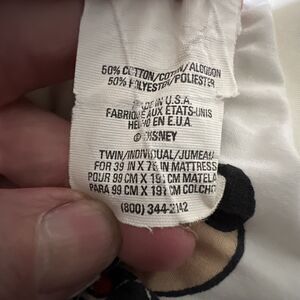 50% COTTON/COTON/ALGODON
50% POLYESTER/POLIESTER
MADE IN U.S.A.
FABRIQUÉ AUX ÉTATS-UNIS
HECHO EN E.U.A.
© DISNEY
TWIN/INDIVIDUAL/JUMEAU
FOR 39 IN X 75 IN MATTRESS
POUR 99 CM X 191 CM MATELA
PARA 99 CM X 191 CM COLCHO
(800) 344-2142